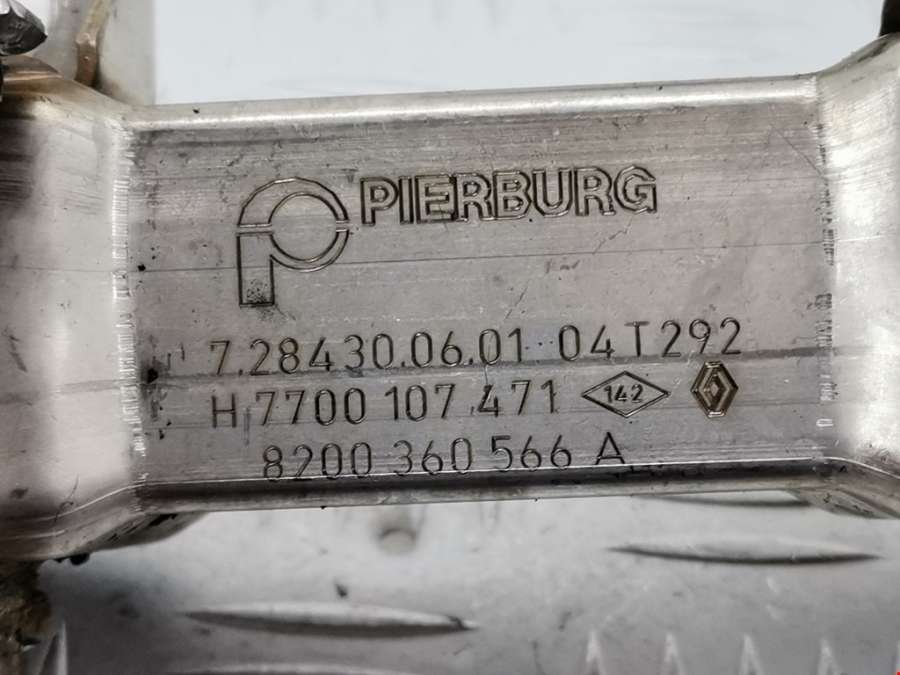 PIERBURG
7.28430.06.01 04T292
H 7700 107 471 142
8200 360 566 A